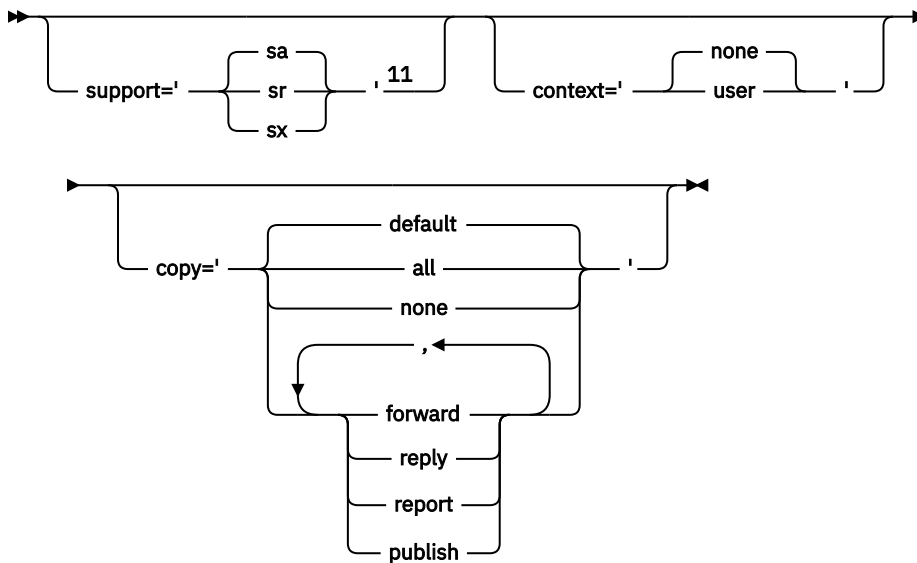 sa
none
support=' sr ' 11 context=' user '
sx
default
copy=' all '
none
,
forward
reply
report
publish